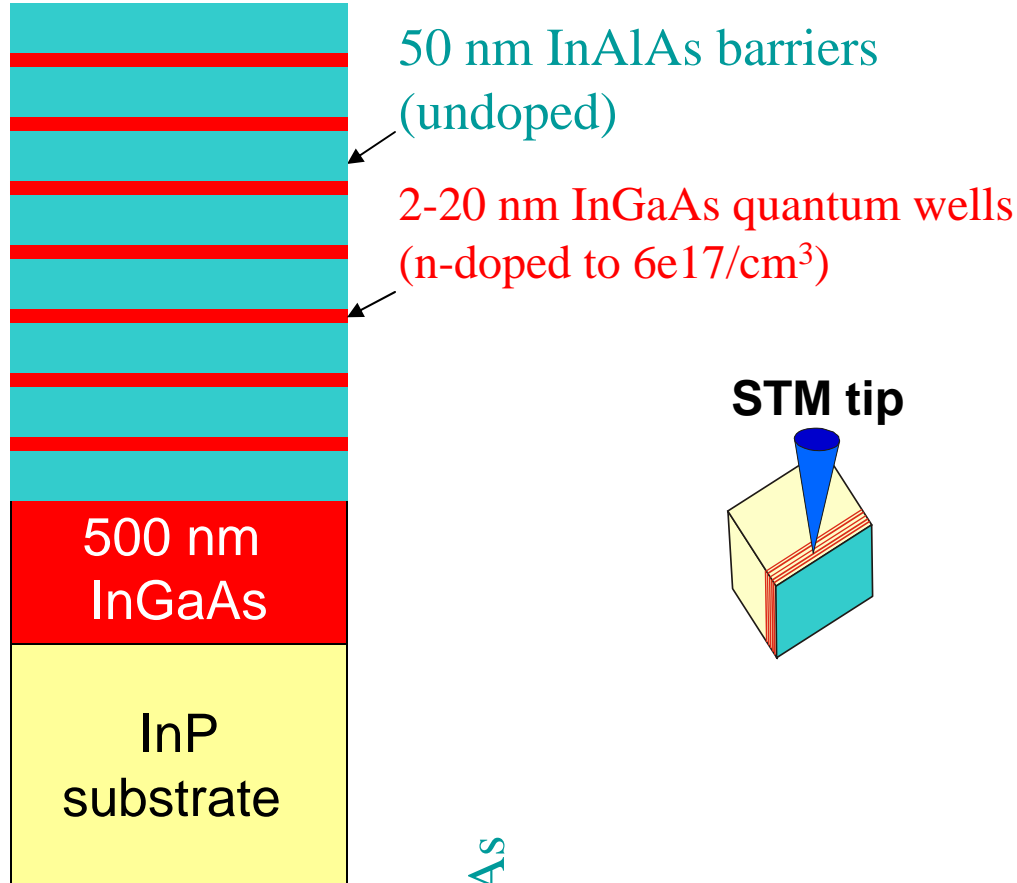 50 nm InAlAs barriers
(undoped)
2-20 nm InGaAs quantum wells
(n-doped to 6e17/cm³)
STM tip
500 nm
InGaAs
InP
substrate
As